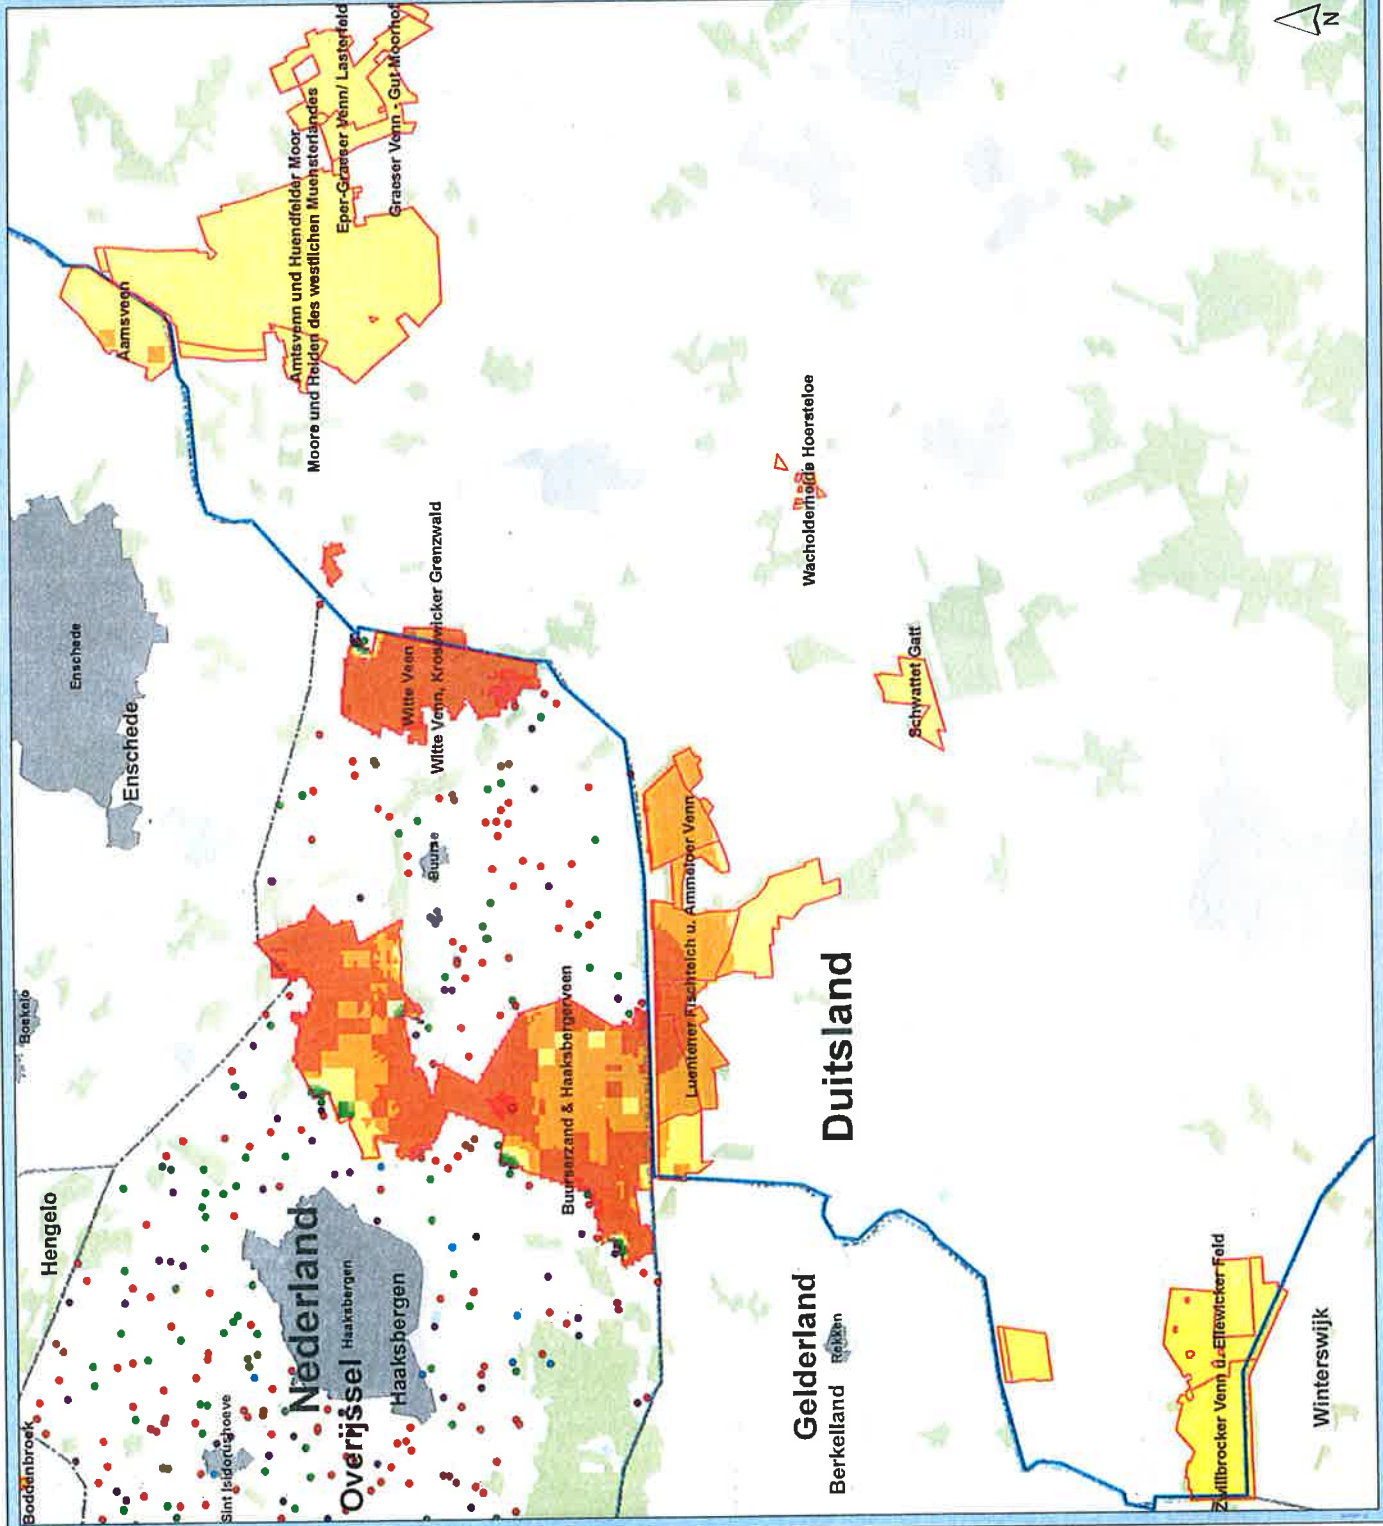 Boddenbroek
Hengelo
Boekelo
Enschede
Enschede
Aamsveen
Amtsvenn und Huendfelder Moor
Moore und Heiden des westlichen Muensterlandes
Eper-Graeser Venn/ Lasterfeld
Graeser Venn - Gut Moorhof
Sint Isidorushoeve
Nederland
Overijssel
Haaksbergen
Haaksbergen
Buurse
Witte Veen
Witte Venn, Krosewicker Grenzwald
Buurserzand & Haaksbergerveen
Luentener Fischteich u. Ammeloer Venn
Wacholderheide Hoersteloe
Schwattet Gatt
Duitsland
Gelderland
Berkelland
Rekken
Zwillbrocker Venn u. Ellewicker Feld
Winterswijk
N